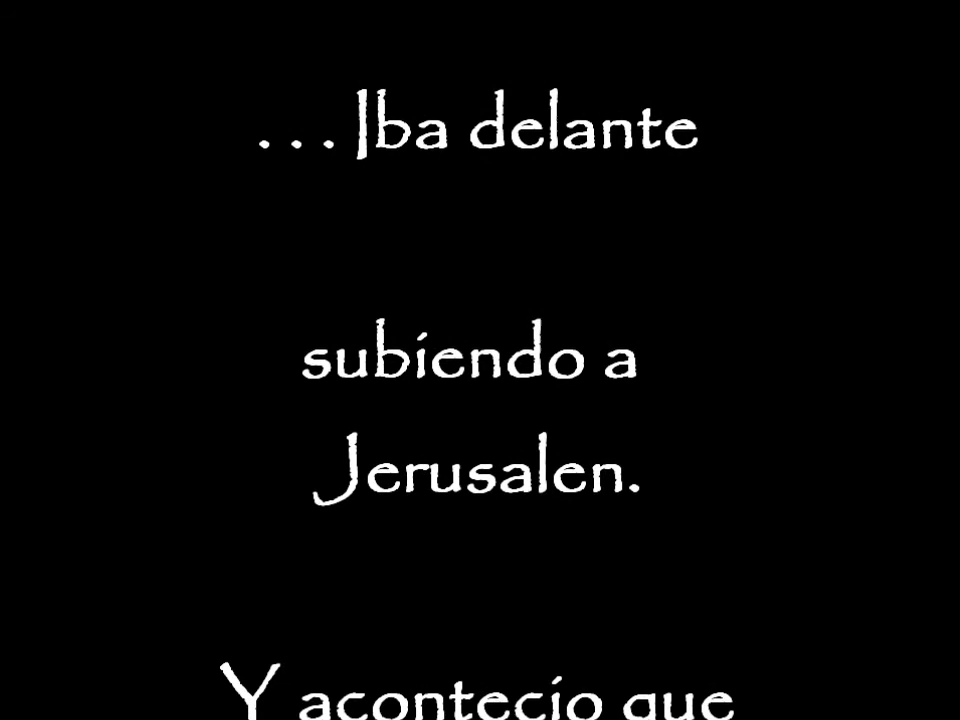 . . . Iba delante
subiendo a
Jerusalen.
Y acontecio que